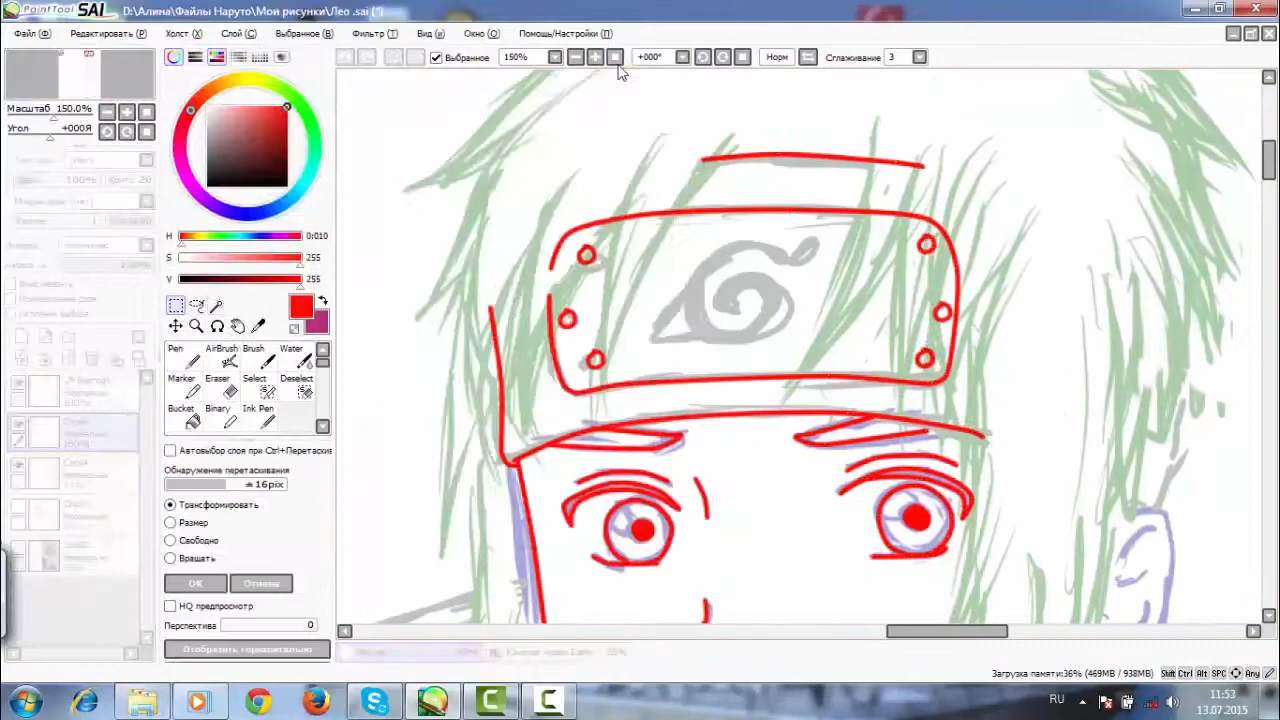 PaintTool SAI D:\Алина\Файлы Наруто\Мои рисунки\Лео .sai (*)
Файл (F) Редактировать (P) Холст (X) Слой (C) Выбранное (B) Фильтр (T) Вид (и) Окно (O) Помощь/Настройки (П)
Выбранное 150% +000° Норм Сглаживание 3
Масштаб 150.0%
Угол +000Я
H 0:010
S 255
V 255
Pen AirBrush Brush Water
Marker Eraser Select Deselect
Bucket Binary Ink Pen
Автовыбор слоя при Ctrl+Перетаскив
Обнаружение перетаскивания
16pix
Трансформировать
Размер
Свободно
Вращать
OK Отмена
HQ предпросмотр
Перспектива 0
Отобразить горизонтально
Загрузка памяти:36% (469MB / 938MB) Shift Ctrl Alt SPC Any
RU 11:53
13.07.2015